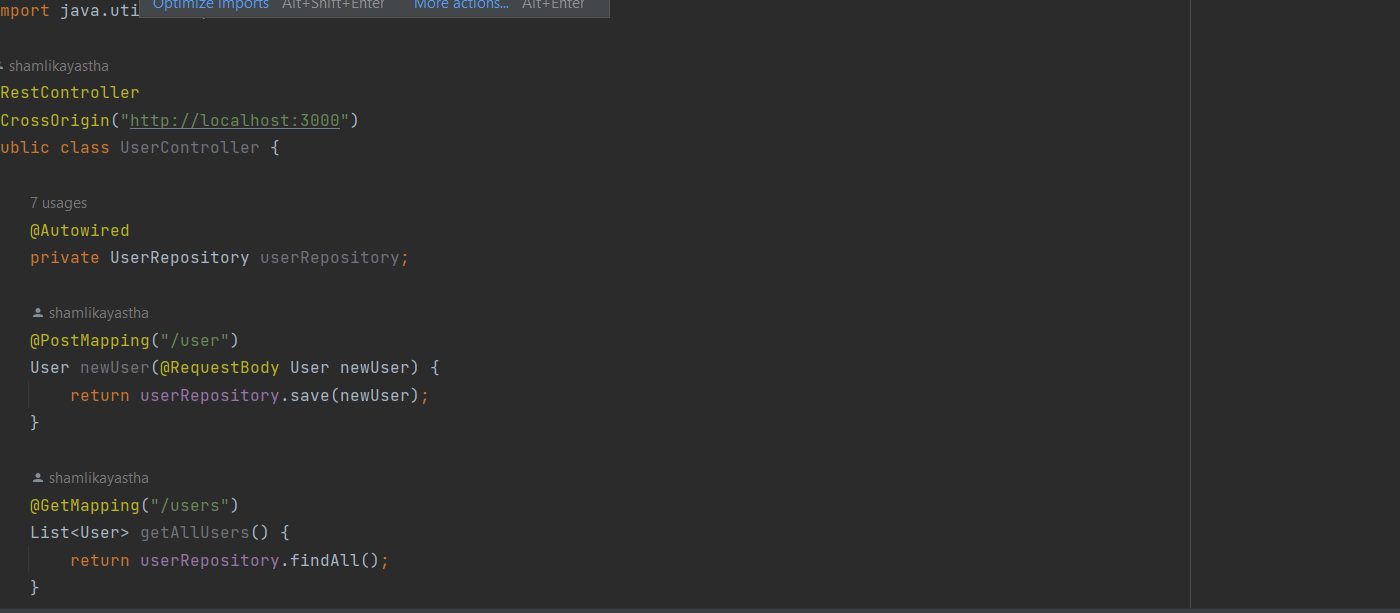 Optimize imports Alt+Shift+Enter More actions... Alt+Enter
mport java.uti
shamlikayastha
RestController
CrossOrigin("http://localhost:3000")
ublic class UserController {
7 usages
@Autowired
private UserRepository userRepository;
shamlikayastha
@PostMapping("/user")
User newUser(@RequestBody User newUser) {
return userRepository.save(newUser);
}
shamlikayastha
@GetMapping("/users")
List<User> getAllUsers() {
return userRepository.findAll();
}